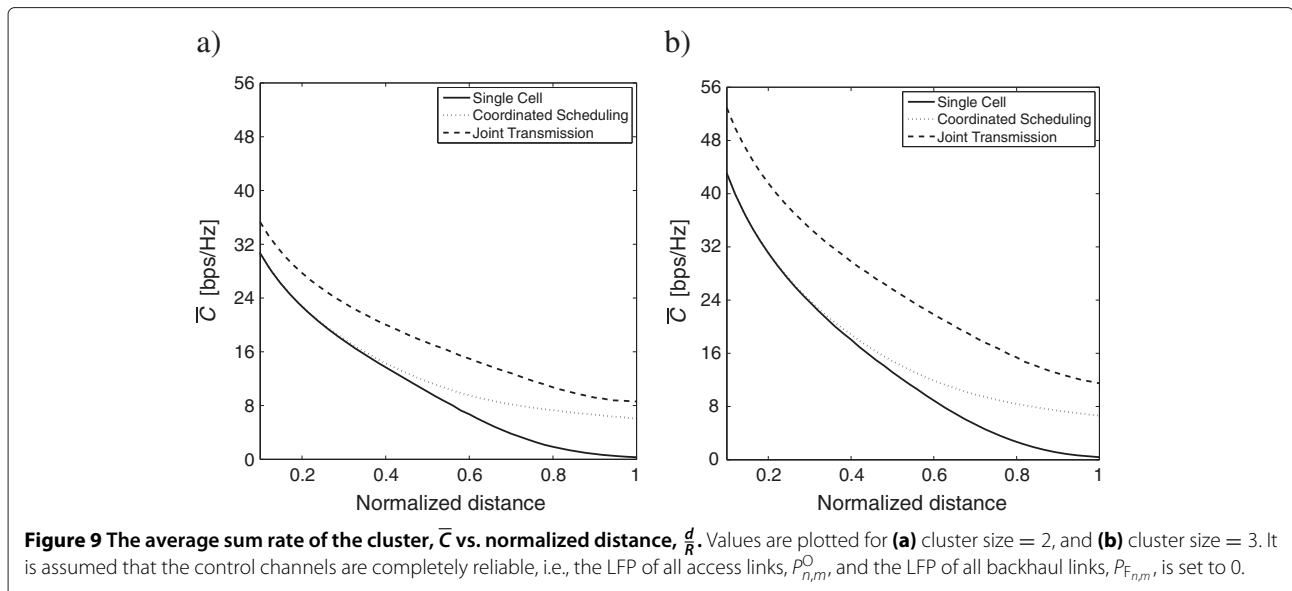 a)
56
48
40
32
24
16
8
0
C̅ [bps/Hz]
Single Cell
Coordinated Scheduling
Joint Transmission
0.2 0.4 0.6 0.8 1
Normalized distance
b)
56
48
40
32
24
16
8
0
C̅ [bps/Hz]
Single Cell
Coordinated Scheduling
Joint Transmission
0.2 0.4 0.6 0.8 1
Normalized distance
Figure 9 The average sum rate of the cluster, C̅ vs. normalized distance, d/R. Values are plotted for (a) cluster size = 2, and (b) cluster size = 3. It
is assumed that the control channels are completely reliable, i.e., the LFP of all access links, P^O_{n,m}, and the LFP of all backhaul links, P_{F_{n,m}}, is set to 0.